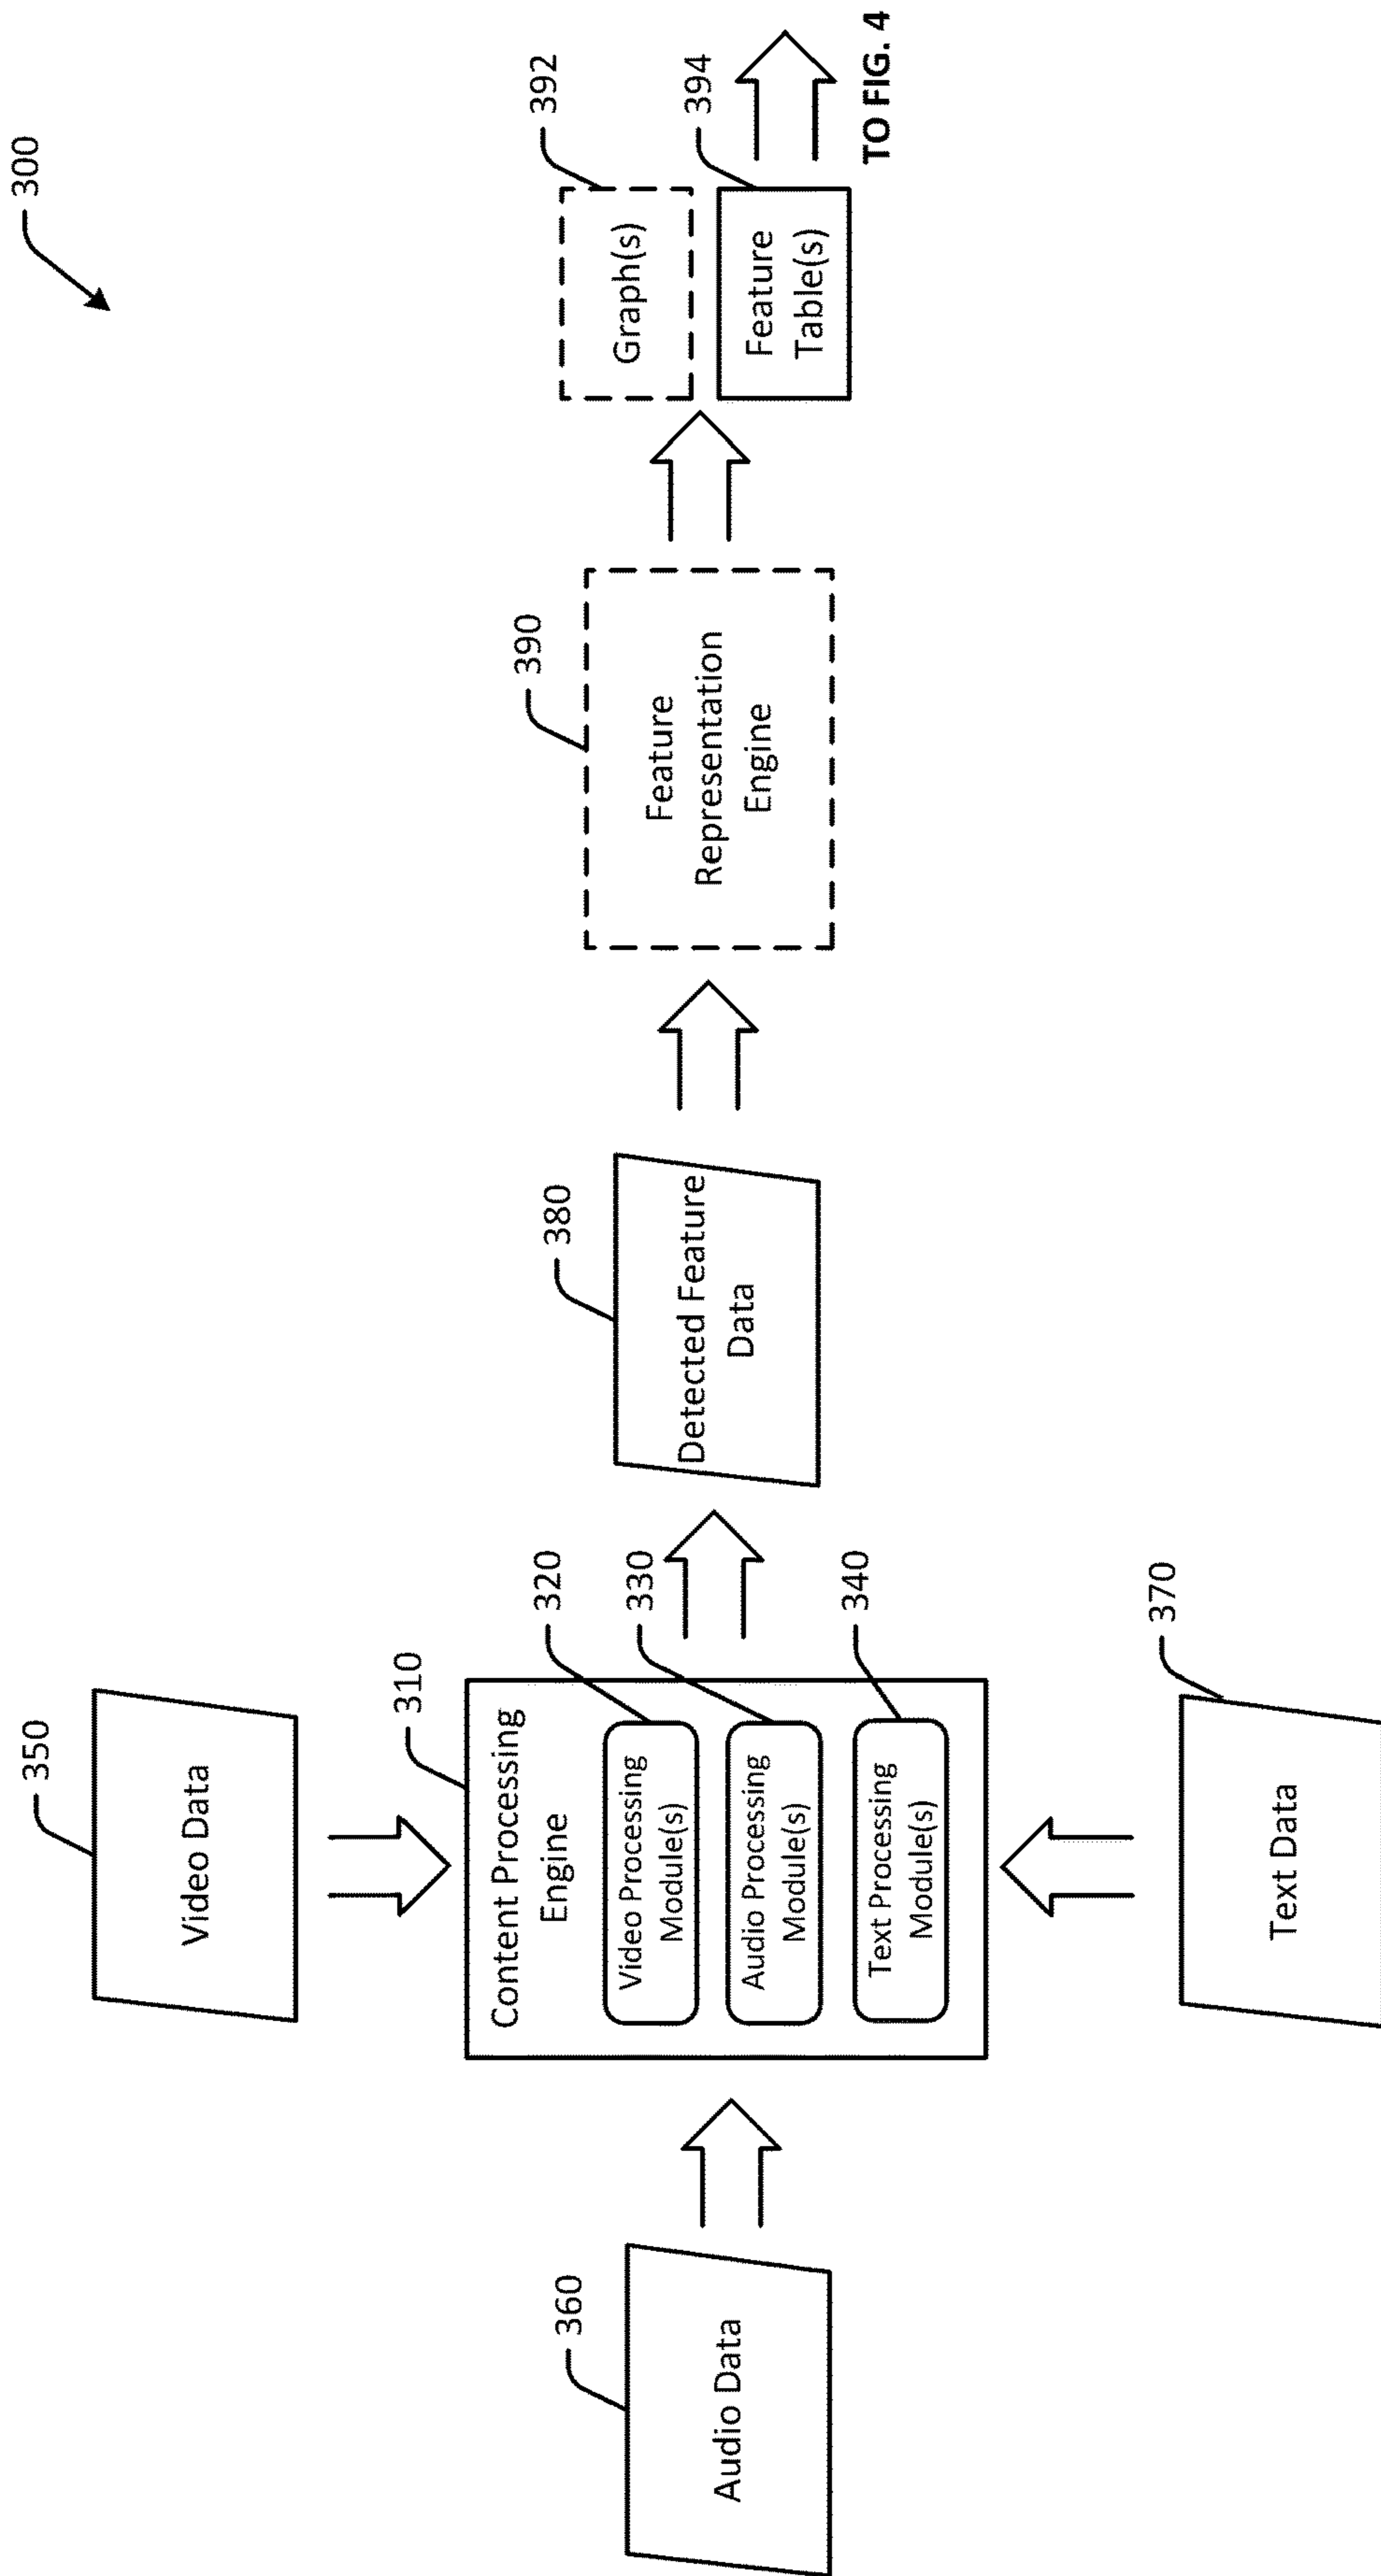 300
350
Video Data
310
Content Processing
Engine
320
Video Processing
Module(s)
330
Audio Processing
Module(s)
340
Text Processing
Module(s)
360
Audio Data
370
Text Data
380
Detected Feature
Data
390
Feature
Representation
Engine
392
Graph(s)
394
Feature
Table(s)
TO FIG. 4